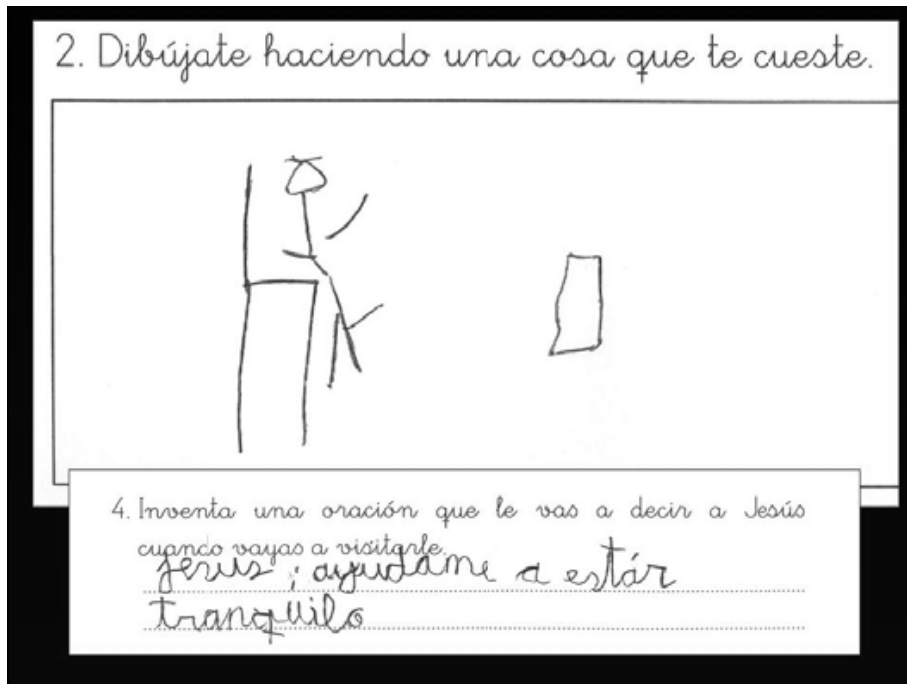 2. Dibújate haciendo una cosa que te cueste.
4. Inventa una oración que le vas a decir a Jesús
cuando vayas a visitarle.
Jesus ; ayudáme a estár
tranquilo